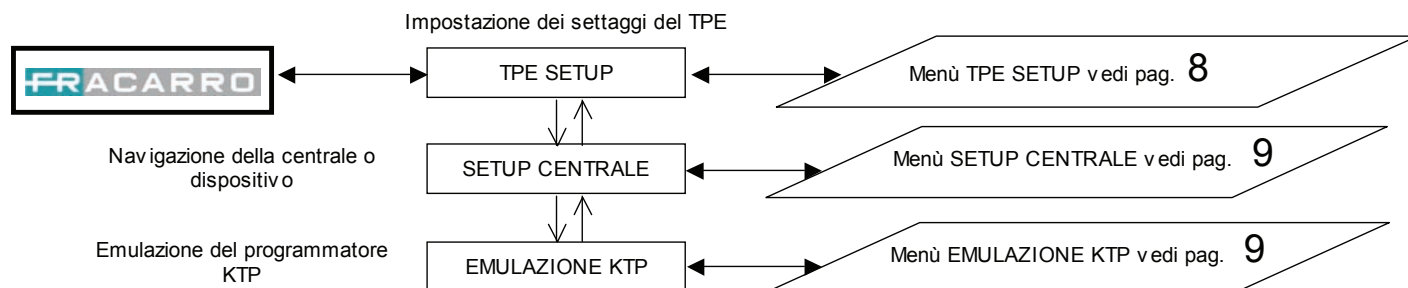 Impostazione dei settaggi del TPE
FRACARRO
TPE SETUP
Menù TPE SETUP vedi pag. 8
Navigazione della centrale o
dispositivo
SETUP CENTRALE
Menù SETUP CENTRALE vedi pag. 9
Emulazione del programmatore
KTP
EMULAZIONE KTP
Menù EMULAZIONE KTP vedi pag. 9